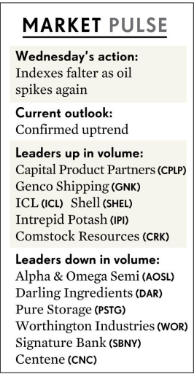 MARKET PULSE
Wednesday's action:
Indexes falter as oil
spikes again
Current outlook:
Confirmed uptrend
Leaders up in volume:
Capital Product Partners (CPLP)
Genco Shipping (GNK)
ICL (ICL) Shell (SHEL)
Intrepid Potash (IPI)
Comstock Resources (CRK)
Leaders down in volume:
Alpha & Omega Semi (AOSL)
Darling Ingredients (DAR)
Pure Storage (PSTG)
Worthington Industries (WOR)
Signature Bank (SBNY)
Centene (CNC)